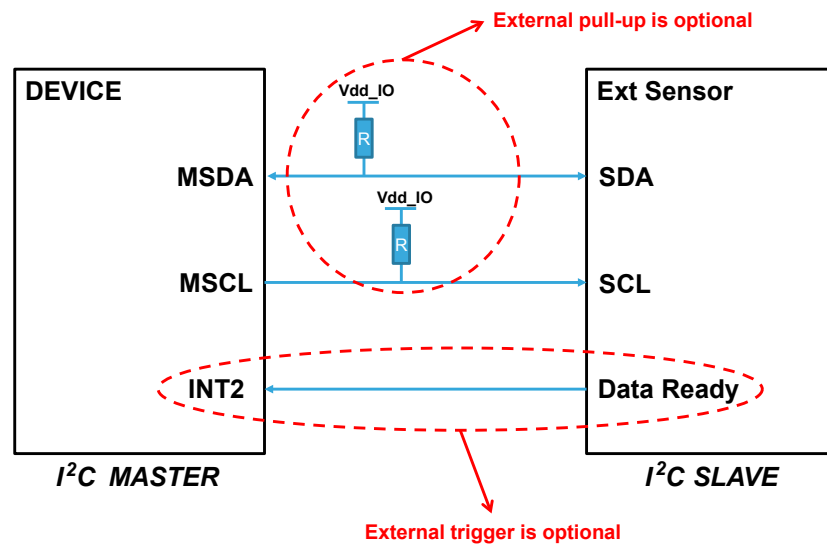 External pull-up is optional
DEVICE
Ext Sensor
Vdd_IO
R
MSDA
SDA
Vdd_IO
R
MSCL
SCL
INT2
Data Ready
I²C MASTER
I²C SLAVE
External trigger is optional